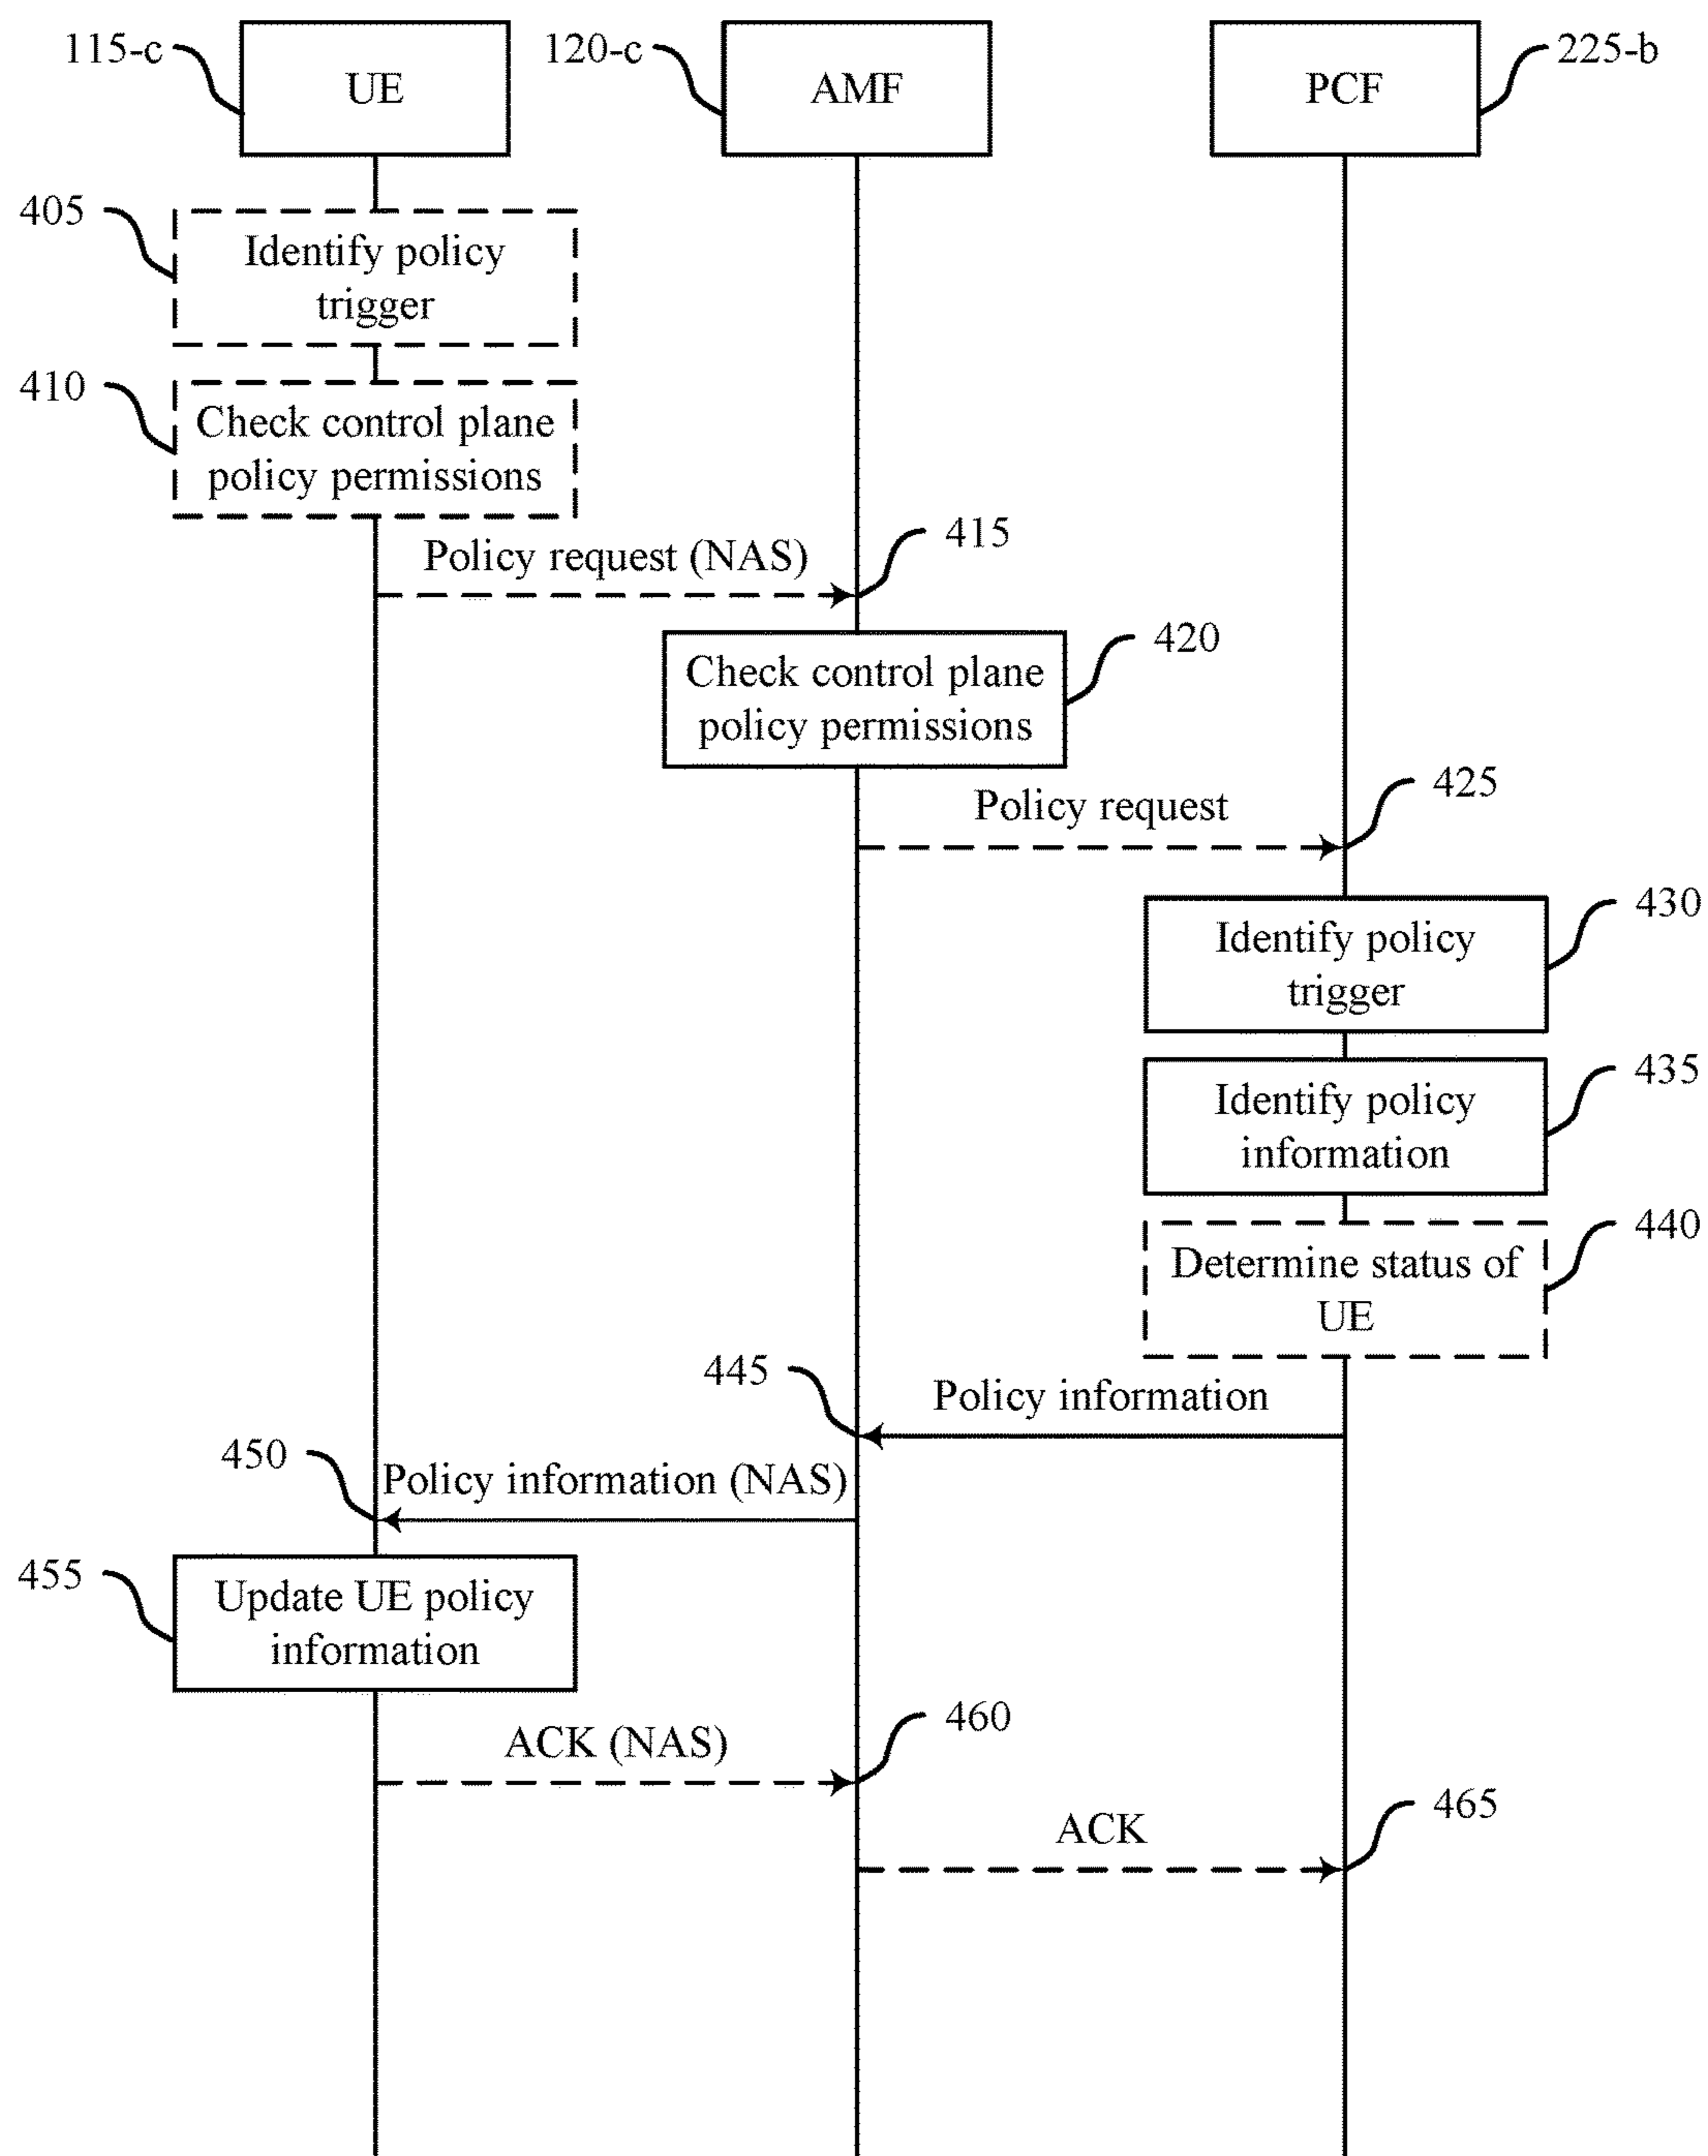 115-c
UE
120-c
AMF
PCF
225-b
405
Identify policy
trigger
410
Check control plane
policy permissions
Policy request (NAS)
415
Check control plane
policy permissions
420
Policy request
425
Identify policy
trigger
430
Identify policy
information
435
Determine status of
UE
440
445
Policy information
450
Policy information (NAS)
455
Update UE policy
information
ACK (NAS)
460
ACK
465